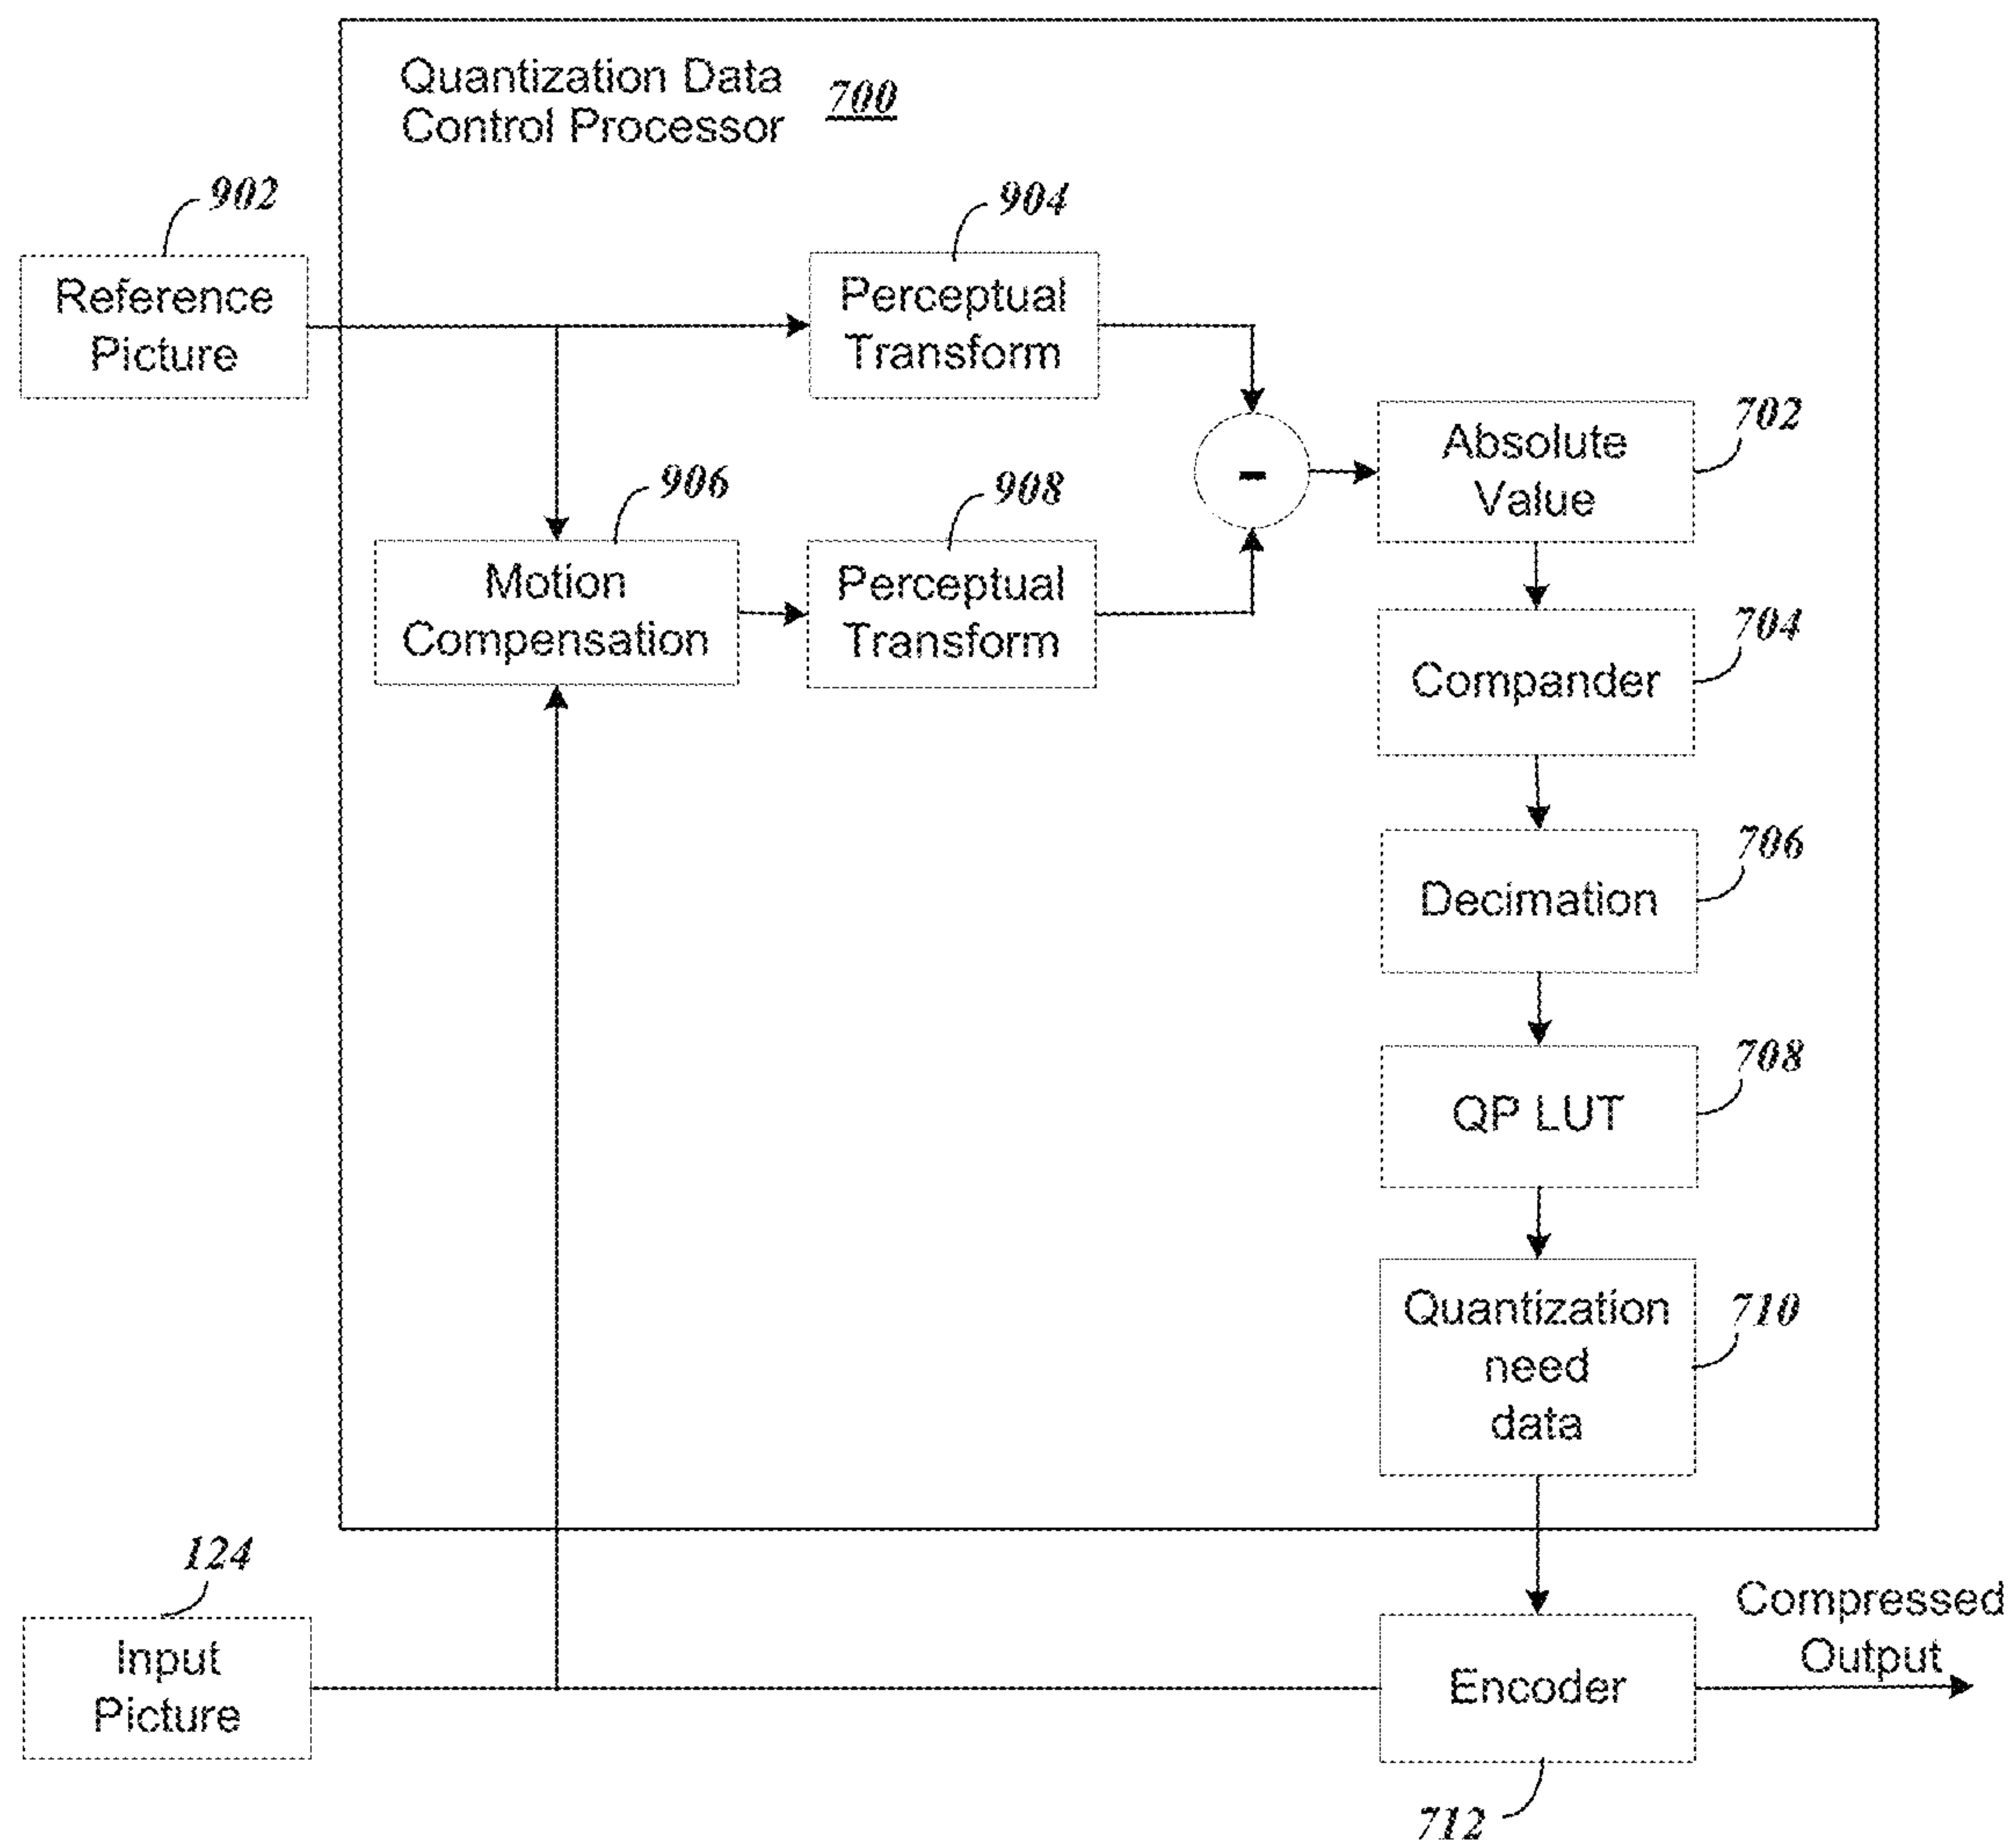 Quantization Data
Control Processor
700
902
Reference
Picture
904
Perceptual
Transform
702
Absolute
Value
-
906
Motion
Compensation
908
Perceptual
Transform
704
Compander
706
Decimation
708
QP LUT
710
Quantization
need
data
124
Input
Picture
Encoder
712
Compressed
Output